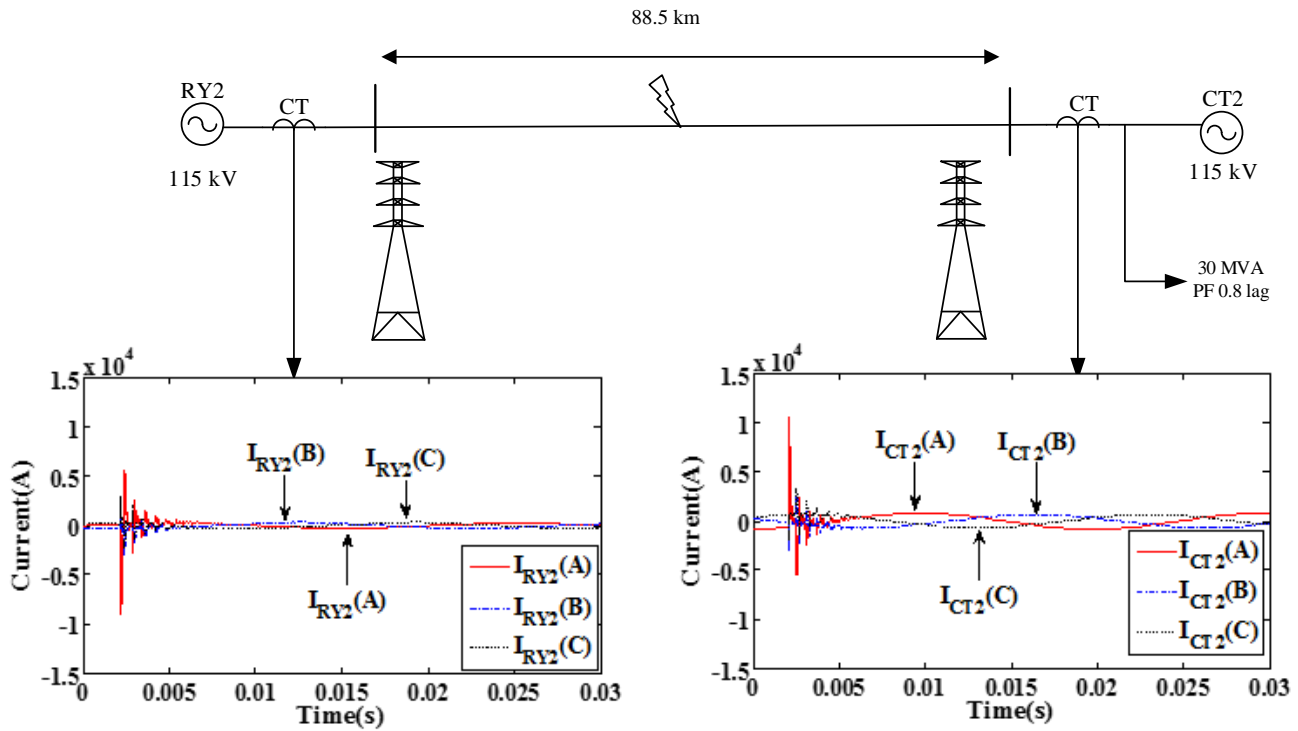 88.5 km
RY2
CT
CT
CT2
115 kV
115 kV
30 MVA
PF 0.8 lag
x 10^4
1.5
1
0.5
0
-0.5
-1
-1.5
0
0.005
0.01
0.015
0.02
0.025
0.03
Current(A)
Time(s)
I_RY2(B)
I_RY2(C)
I_RY2(A)
I_RY2(A)
I_RY2(B)
I_RY2(C)
x 10^4
1.5
1
0.5
0
-0.5
-1
-1.5
0
0.005
0.01
0.015
0.02
0.025
0.03
Current(A)
Time(s)
I_CT2(A)
I_CT2(B)
I_CT2(C)
I_CT2(A)
I_CT2(B)
I_CT2(C)